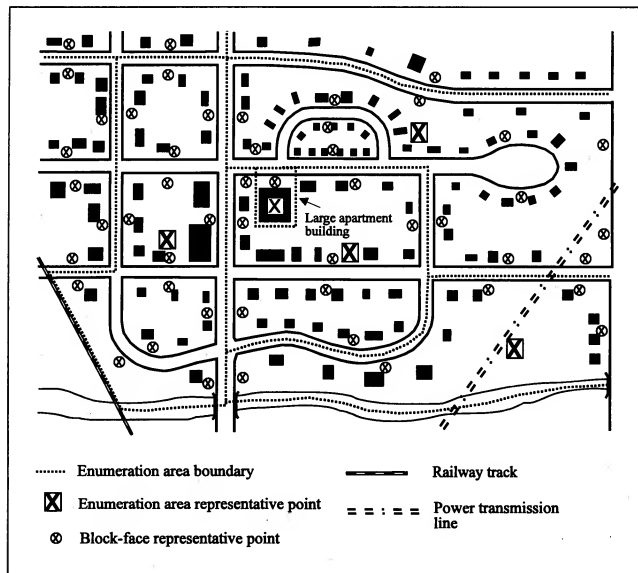 Large apartment
building
Enumeration area boundary
Railway track
Enumeration area representative point
Power transmission
line
Block-face representative point